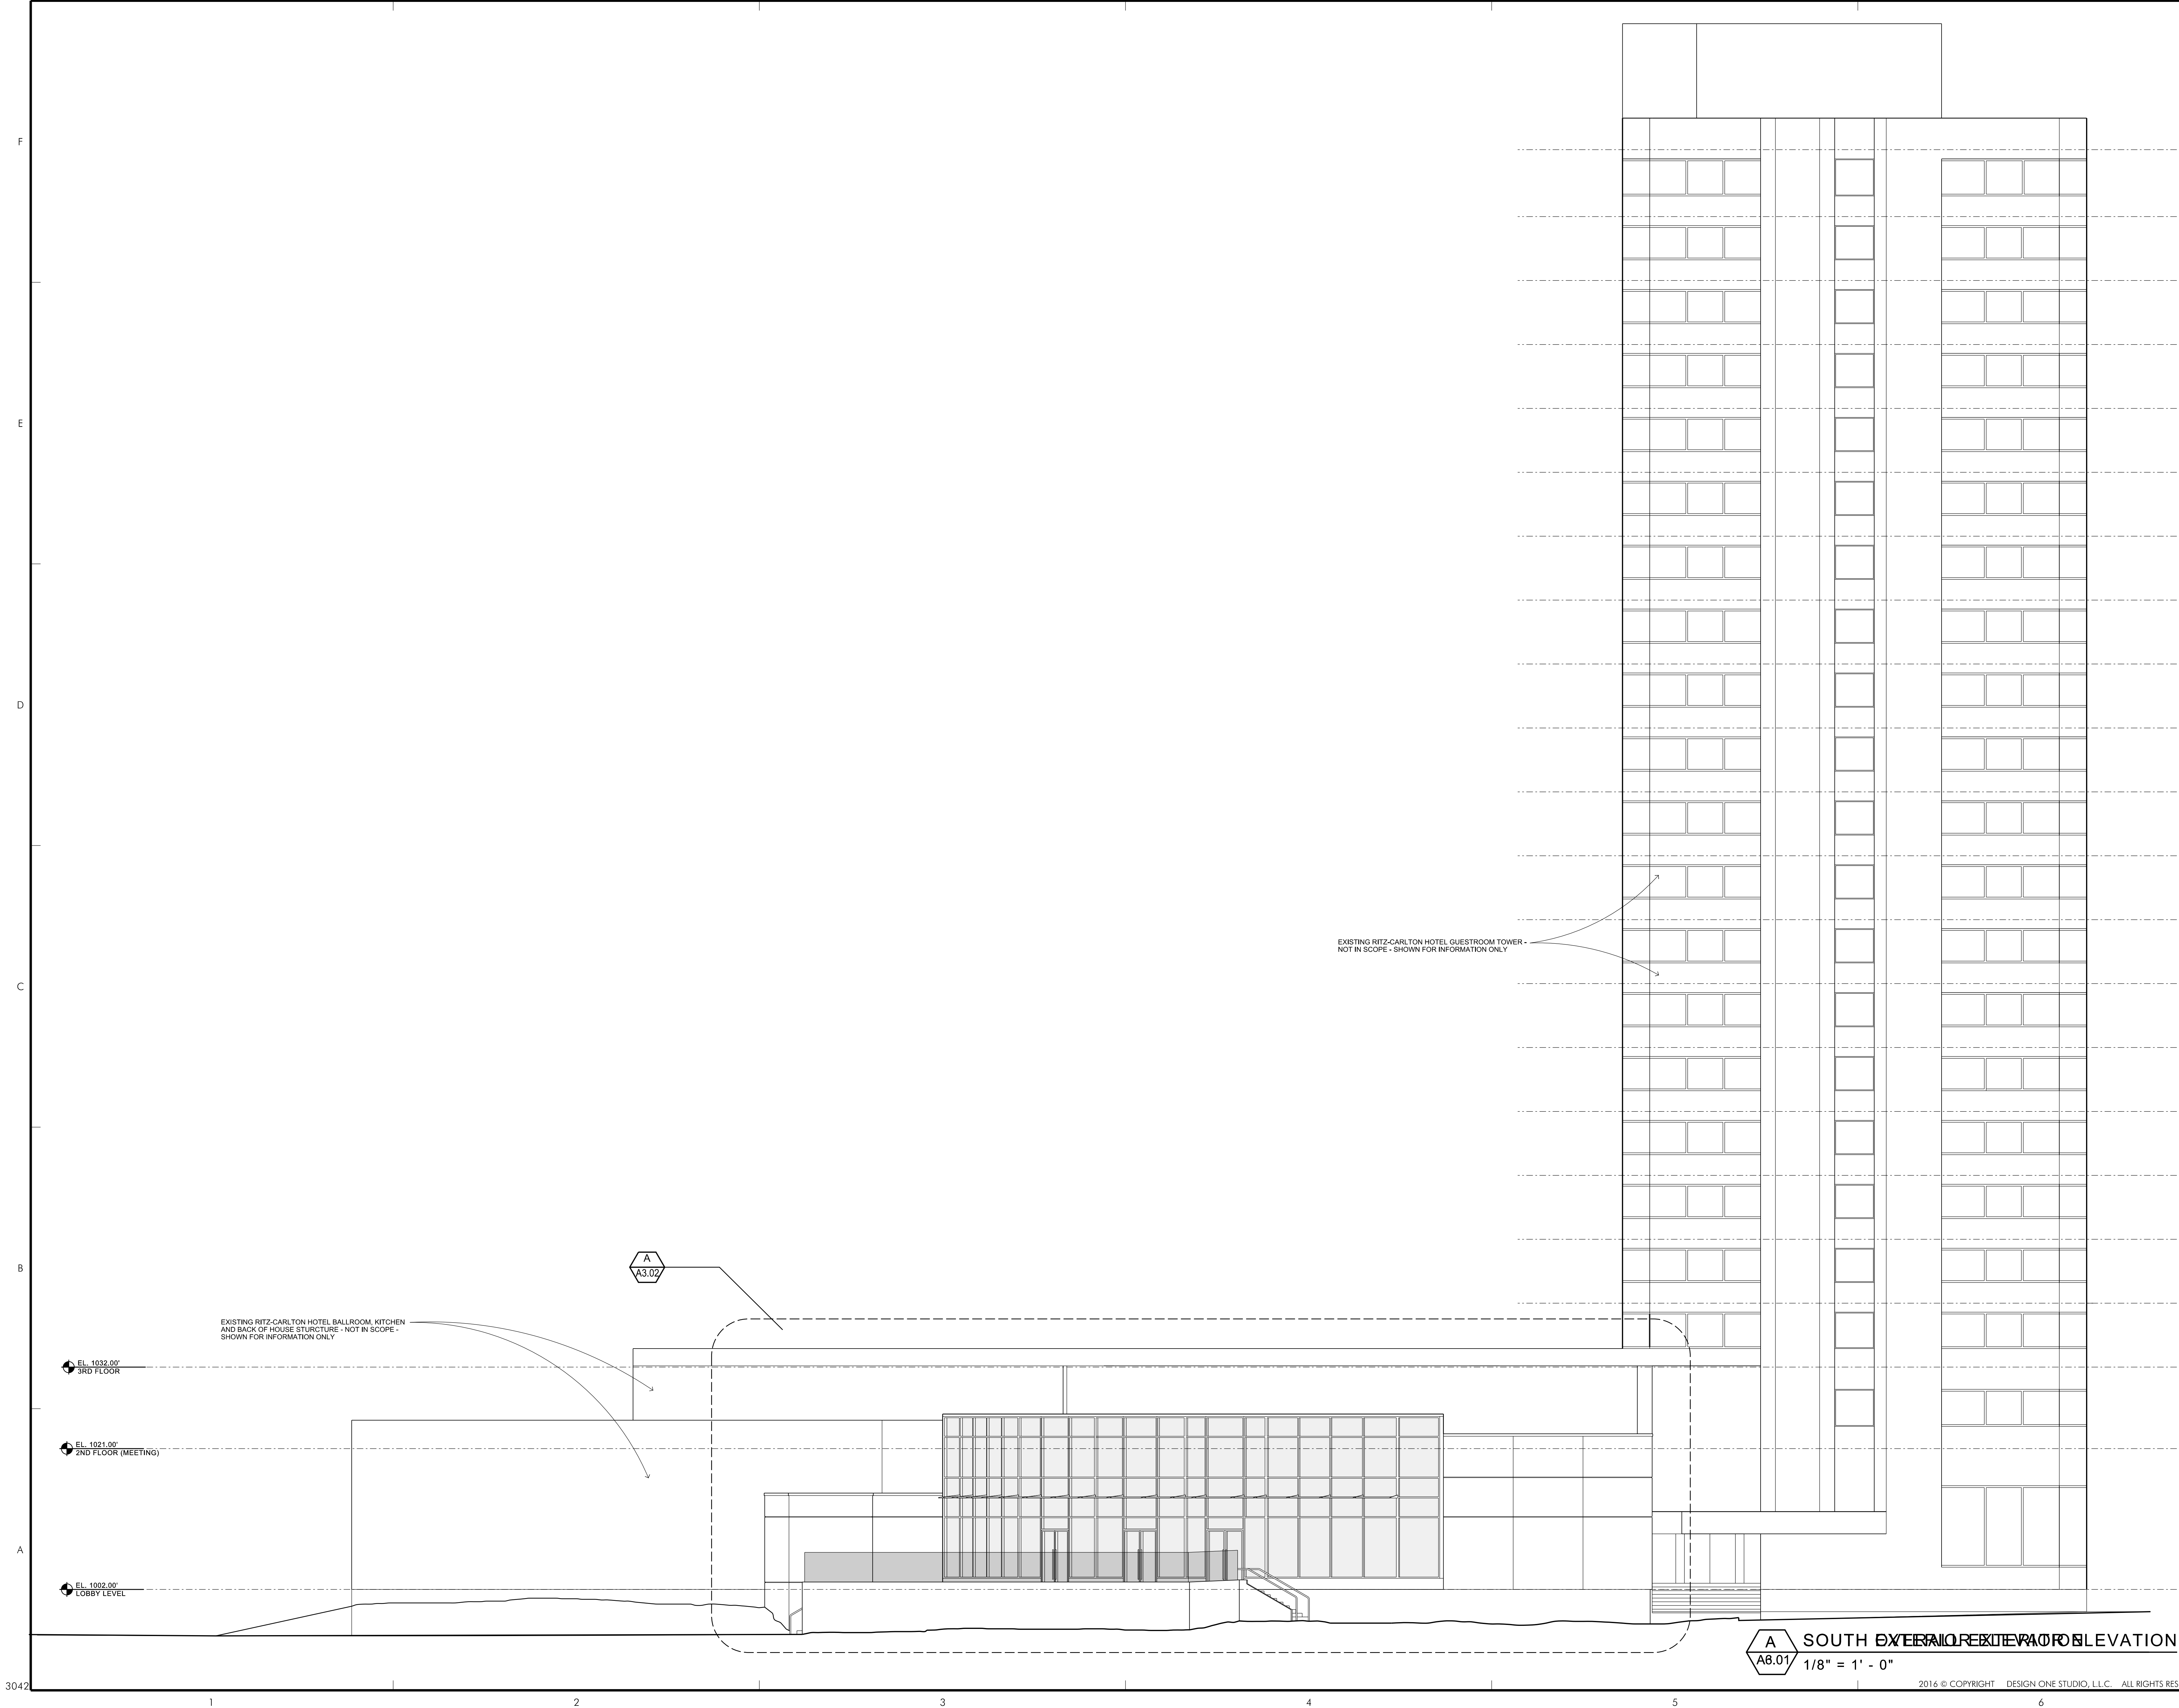 F
E
D
C
B
A
EXISTING RITZ-CARLTON HOTEL GUESTROOM TOWER -
NOT IN SCOPE - SHOWN FOR INFORMATION ONLY
A
A3.02
EXISTING RITZ-CARLTON HOTEL BALLROOM, KITCHEN
AND BACK OF HOUSE STURCTURE - NOT IN SCOPE -
SHOWN FOR INFORMATION ONLY
EL. 1032.00'
3RD FLOOR
EL. 1021.00'
2ND FLOOR (MEETING)
EL. 1002.00'
LOBBY LEVEL
A
SOUTH ELEVATION
1/8" = 1' - 0"
3042
2016 © COPYRIGHT DESIGN ONE STUDIO, L.L.C. ALL RIGHTS RES
1
2
3
4
5
6